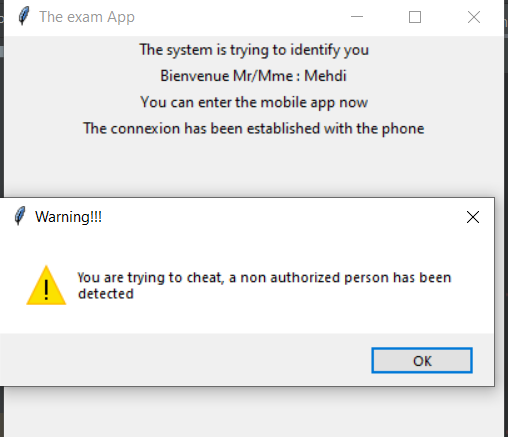 The exam App
The system is trying to identify you
Bienvenue Mr/Mme : Mehdi
You can enter the mobile app now
The connexion has been established with the phone
Warning!!!
You are trying to cheat, a non authorized person has been
detected
OK